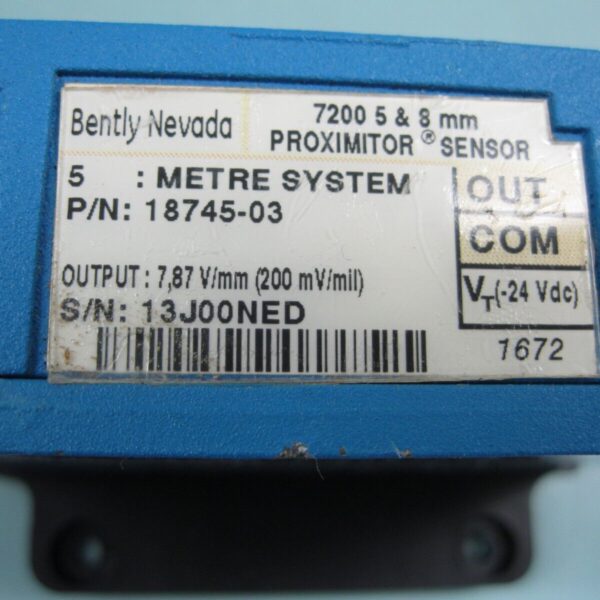 Bently Nevada
7200 5 & 8 mm
PROXIMITOR ® SENSOR
5 : METRE SYSTEM
P/N: 18745-03
OUTPUT : 7,87 V/mm (200 mV/mil)
S/N: 13J00NED
OUT
COM
VT(-24 Vdc)
1672